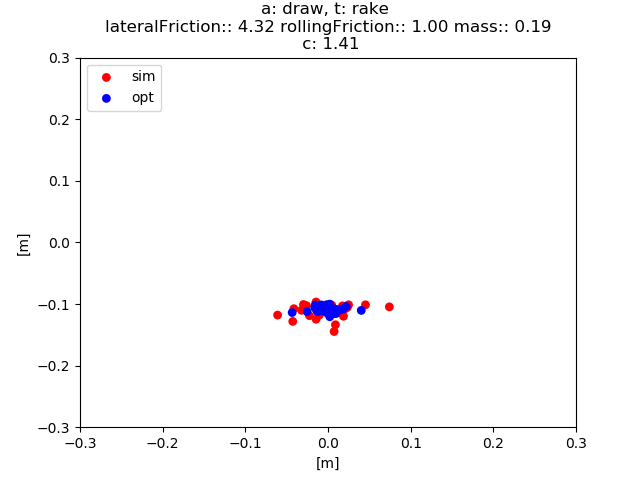 a: draw, t: rake
lateralFriction:: 4.32 rollingFriction:: 1.00 mass:: 0.19
c: 1.41
sim
opt
0.3
0.2
0.1
0.0
−0.1
−0.2
−0.3
[m]
−0.3 −0.2 −0.1 0.0 0.1 0.2 0.3
[m]